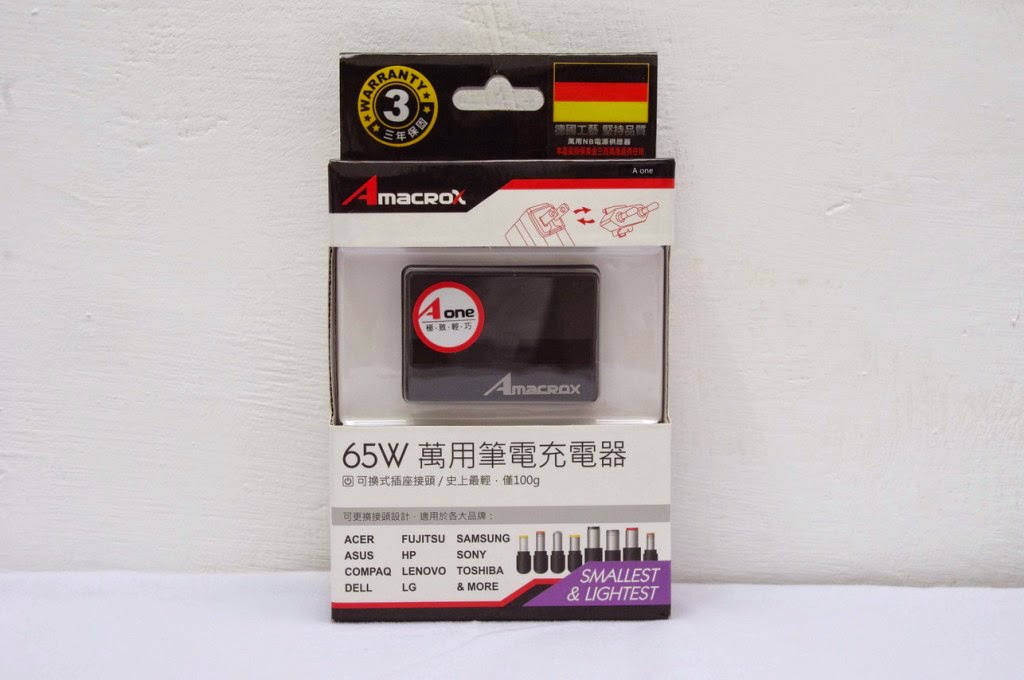 WARRANTY
3
三年保固
德國工藝 堅持品質
萬用NB電源供應器
A one
Amacrox
A one
極·致·輕·巧
Amacrox
65W 萬用筆電充電器
可換式插座接頭 / 史上最輕·僅100g
可更換接頭設計·適用於各大品牌：
ACER FUJITSU SAMSUNG
ASUS HP SONY
COMPAQ LENOVO TOSHIBA
DELL LG & MORE
SMALLEST
& LIGHTEST